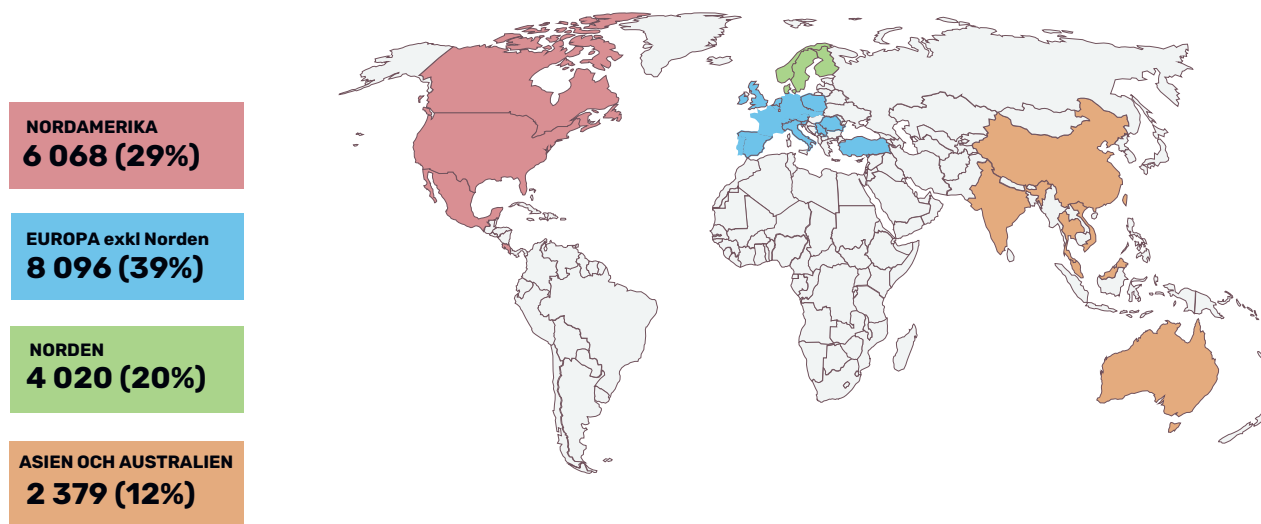 NORDAMERIKA
6 068 (29%)
EUROPA exkl Norden
8 096 (39%)
NORDEN
4 020 (20%)
ASIEN OCH AUSTRALIEN
2 379 (12%)